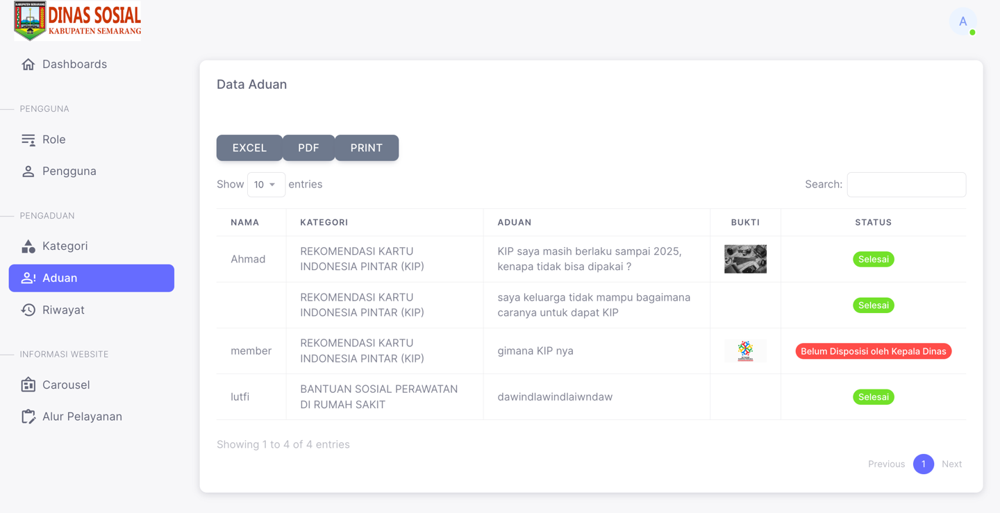 DINAS SOSIAL
KABUPATEN SEMARANG
A
Dashboards
PENGGUNA
Role
Pengguna
PENGADUAN
Kategori
Aduan
Riwayat
INFORMASI WEBSITE
Carousel
Alur Pelayanan
Data Aduan
EXCEL PDF PRINT
Show 10 entries
Search:
NAMA KATEGORI ADUAN BUKTI STATUS
Ahmad
REKOMENDASI KARTU
INDONESIA PINTAR (KIP)
KIP saya masih berlaku sampai 2025,
kenapa tidak bisa dipakai ?
Selesai
REKOMENDASI KARTU
INDONESIA PINTAR (KIP)
saya keluarga tidak mampu bagaimana
caranya untuk dapat KIP
Selesai
member
REKOMENDASI KARTU
INDONESIA PINTAR (KIP)
gimana KIP nya
Belum Disposisi oleh Kepala Dinas
lutfi
BANTUAN SOSIAL PERAWATAN
DI RUMAH SAKIT
dawindlawindlaiwndaw
Selesai
Showing 1 to 4 of 4 entries
Previous 1 Next